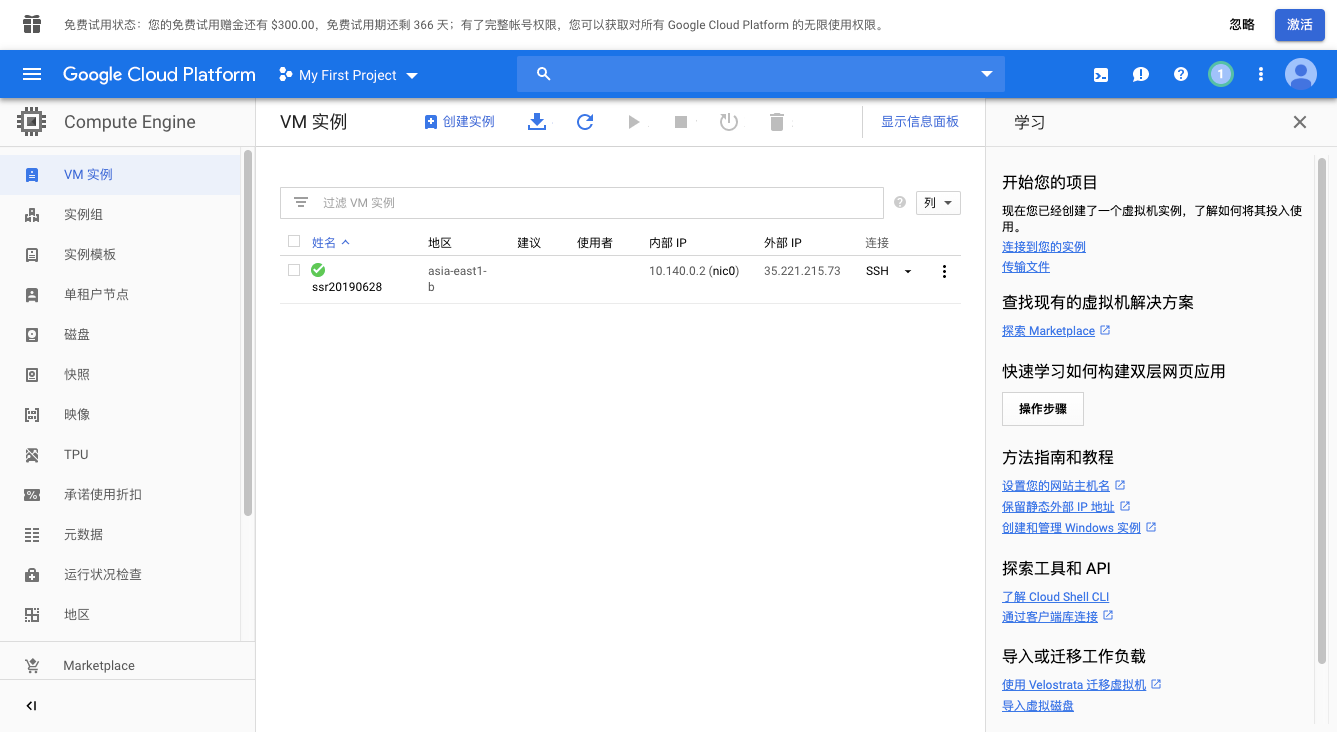 免费试用状态：您的免费试用赠金还有 $300.00，免费试用期还剩 366 天；有了完整帐号权限，您可以获取对所有 Google Cloud Platform 的无限使用权限。
忽略
激活
Google Cloud Platform
My First Project
1
Compute Engine
VM 实例
实例组
实例模板
单租户节点
磁盘
快照
映像
TPU
承诺使用折扣
元数据
运行状况检查
地区
Marketplace
VM 实例
创建实例
显示信息面板
过滤 VM 实例
列
姓名 地区 建议 使用者 内部 IP 外部 IP 连接
asia-east1-
b
10.140.0.2 (nic0)
35.221.215.73
SSH
ssr20190628
学习
开始您的项目
现在您已经创建了一个虚拟机实例，了解如何将其投入使
用。
连接到您的实例
传输文件
查找现有的虚拟机解决方案
探索 Marketplace
快速学习如何构建双层网页应用
操作步骤
方法指南和教程
设置您的网站主机名
保留静态外部 IP 地址
创建和管理 Windows 实例
探索工具和 API
了解 Cloud Shell CLI
通过客户端库连接
导入或迁移工作负载
使用 Velostrata 迁移虚拟机
导入虚拟磁盘